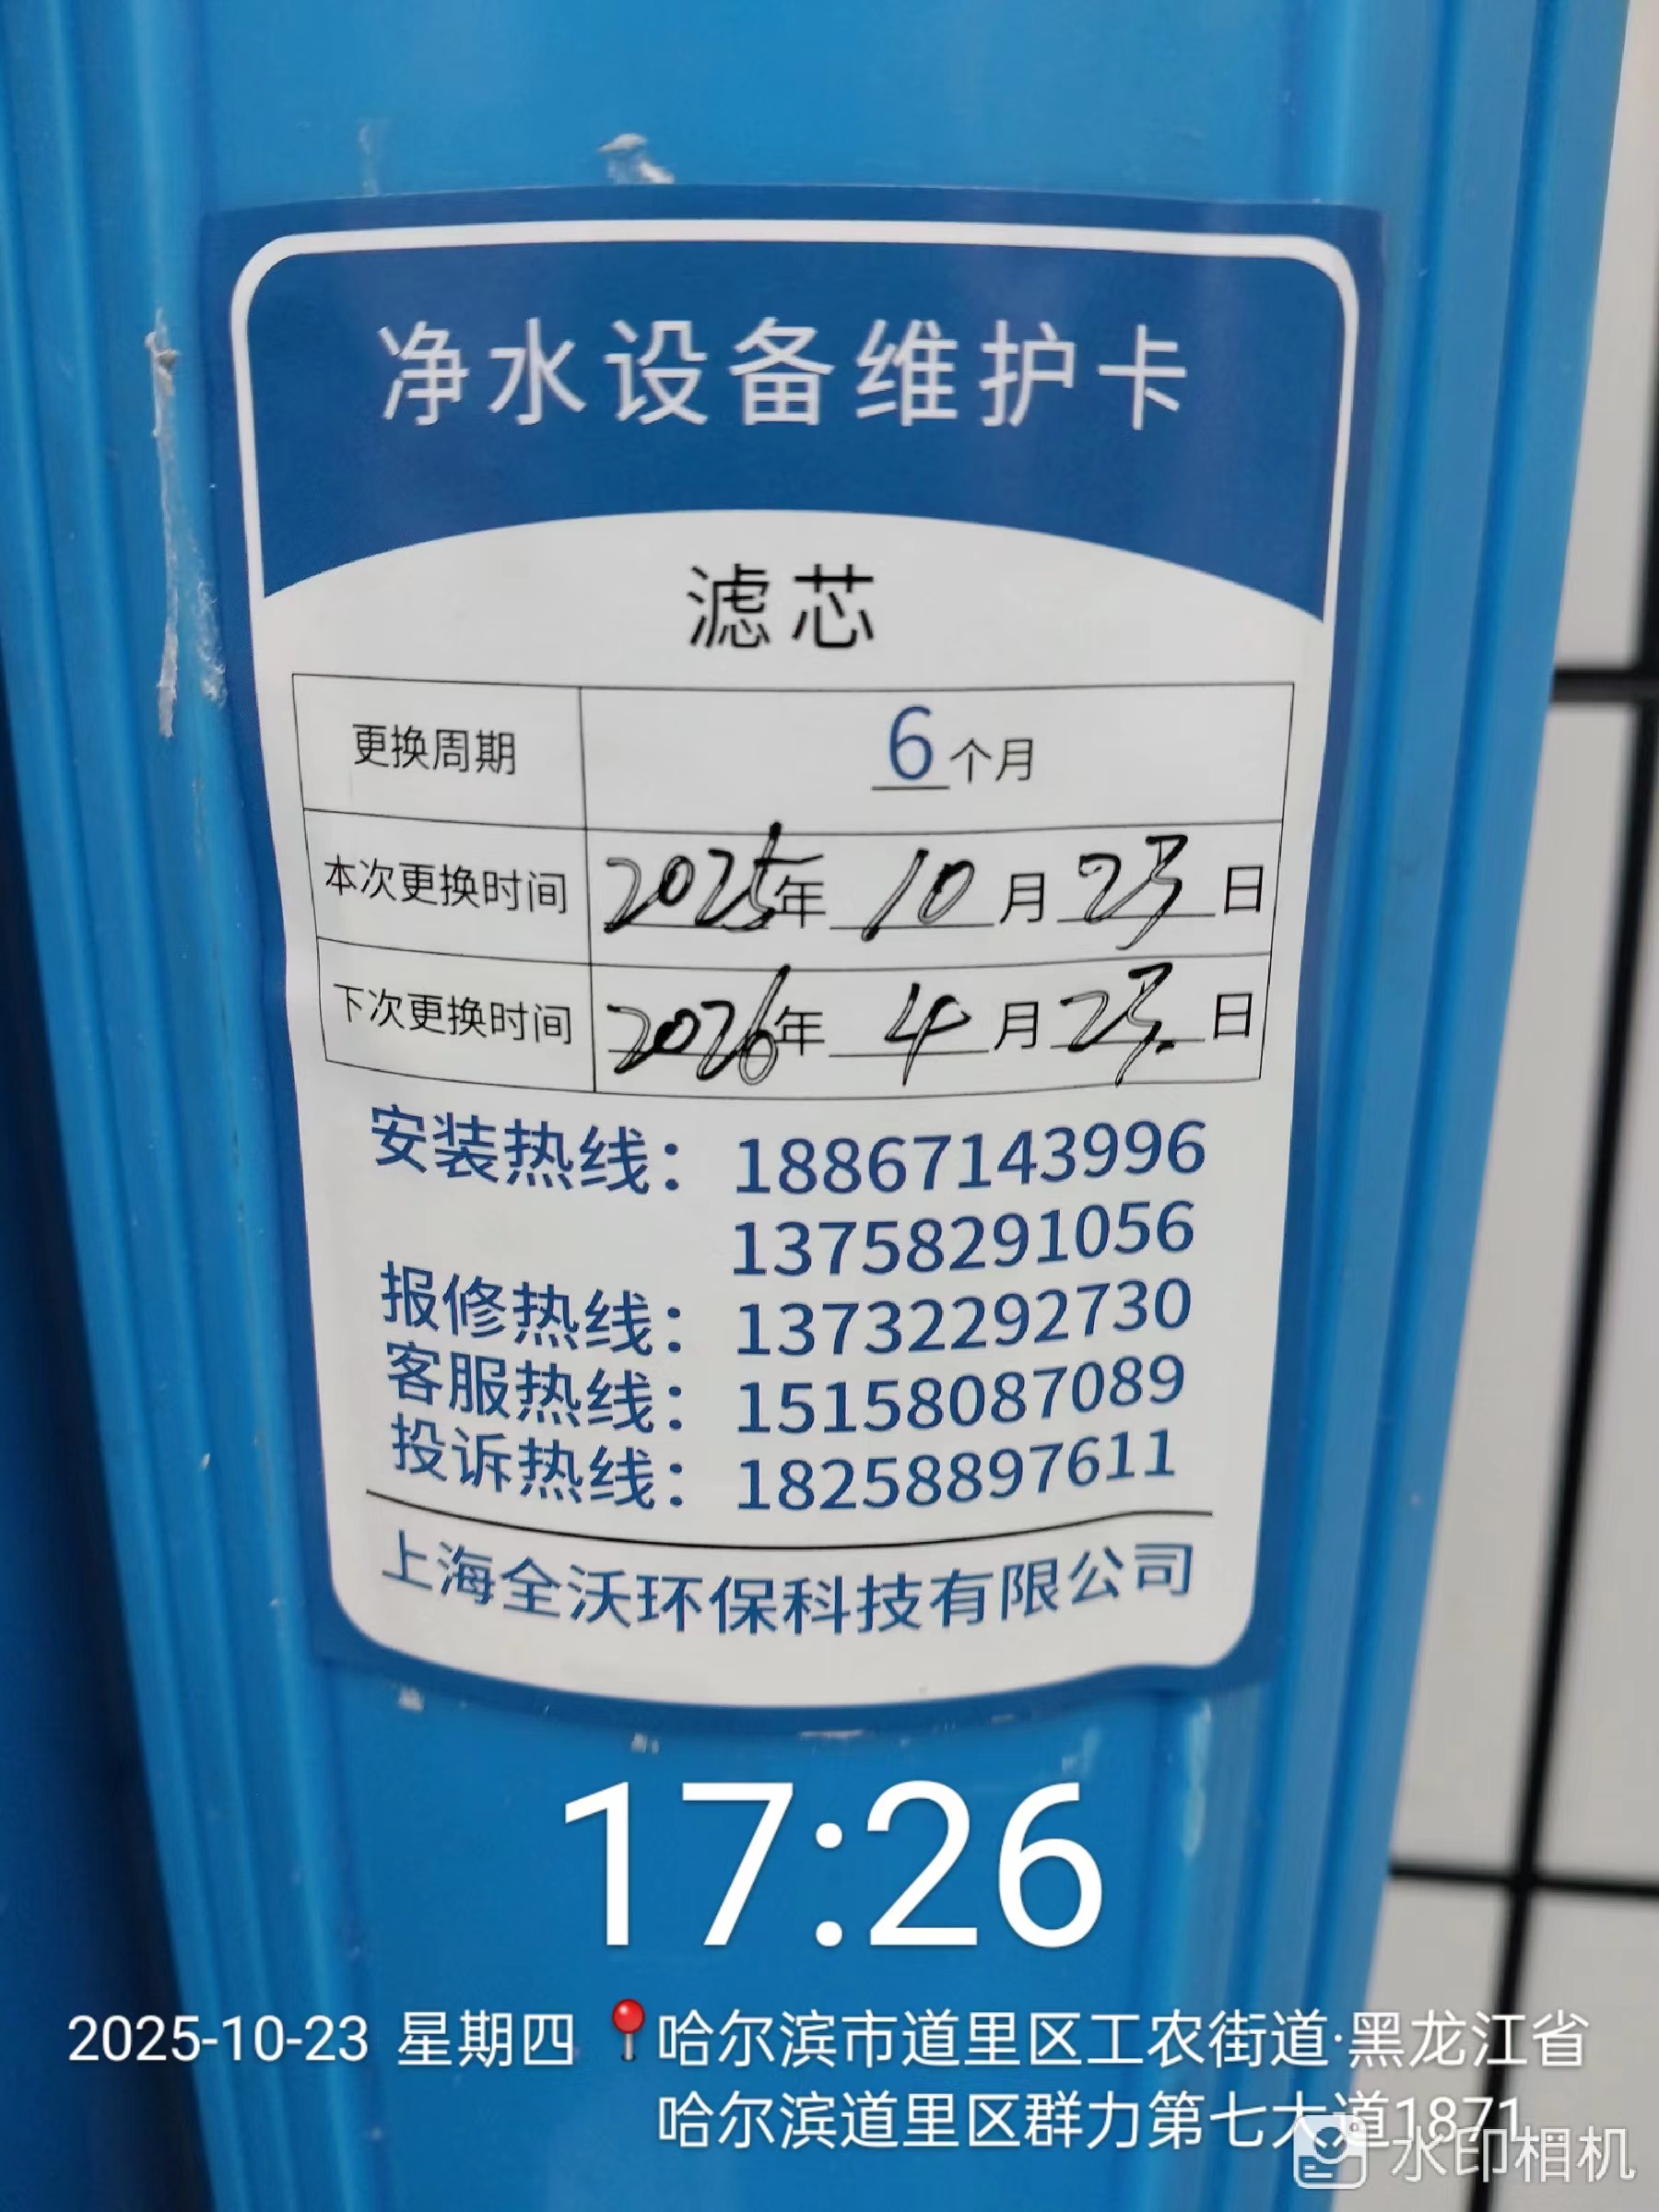 净水设备维护卡
滤芯
更换周期 6个月
本次更换时间 2025年10月23日
下次更换时间 2026年4月23.日
安装热线：18867143996
13758291056
报修热线：13732292730
客服热线：15158087089
投诉热线：18258897611
上海全沃环保科技有限公司
17:26
2025-10-23 星期四 哈尔滨市道里区工农街道·黑龙江省
哈尔滨道里区群力第七大道1871
水印相机